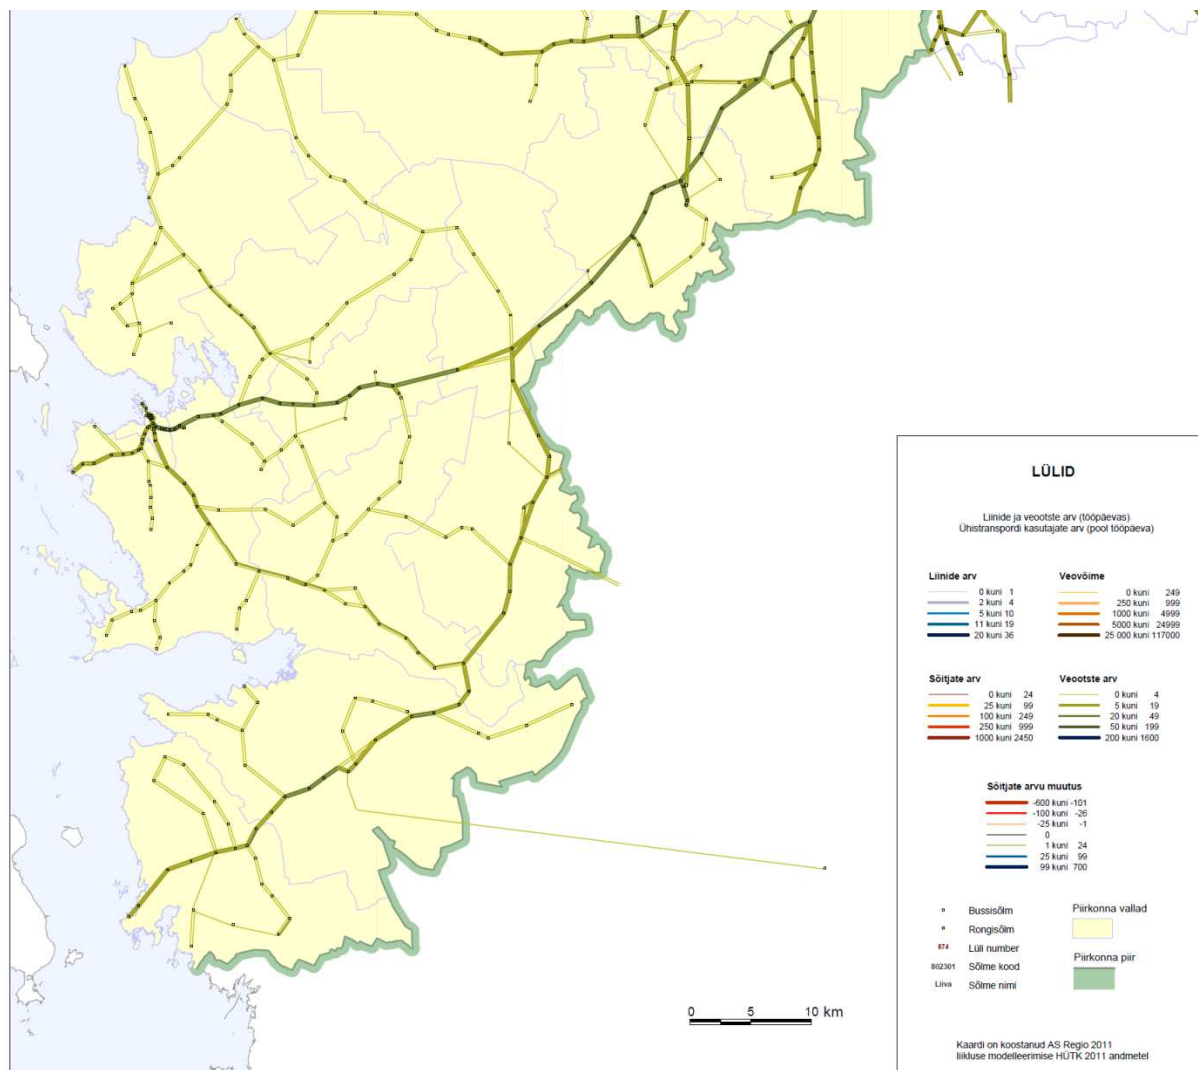 LÜLID
Liinide ja veootste arv (tööpäevas)
Ühistranspordi kasutajate arv (pool tööpäeva)
Liinide arv
0 kuni 1
2 kuni 4
5 kuni 10
11 kuni 19
20 kuni 36
Veovõime
0 kuni 249
250 kuni 999
1000 kuni 4999
5000 kuni 24999
25 000 kuni 117000
Sõitjate arv
0 kuni 24
25 kuni 99
100 kuni 249
250 kuni 999
1000 kuni 2450
Veootste arv
0 kuni 4
5 kuni 19
20 kuni 49
50 kuni 199
200 kuni 1600
Sõitjate arvu muutus
-600 kuni -101
-100 kuni -26
-25 kuni -1
0
1 kuni 24
25 kuni 99
99 kuni 700
Bussisõlm
Rongisõlm
874 Lüli number
802301 Sõlme kood
Liiva Sõlme nimi
Piirkonna vallad
Piirkonna piir
0 5 10 km
Kaardi on koostanud AS Regio 2011
liikluse modelleerimise HÜTK 2011 andmetel